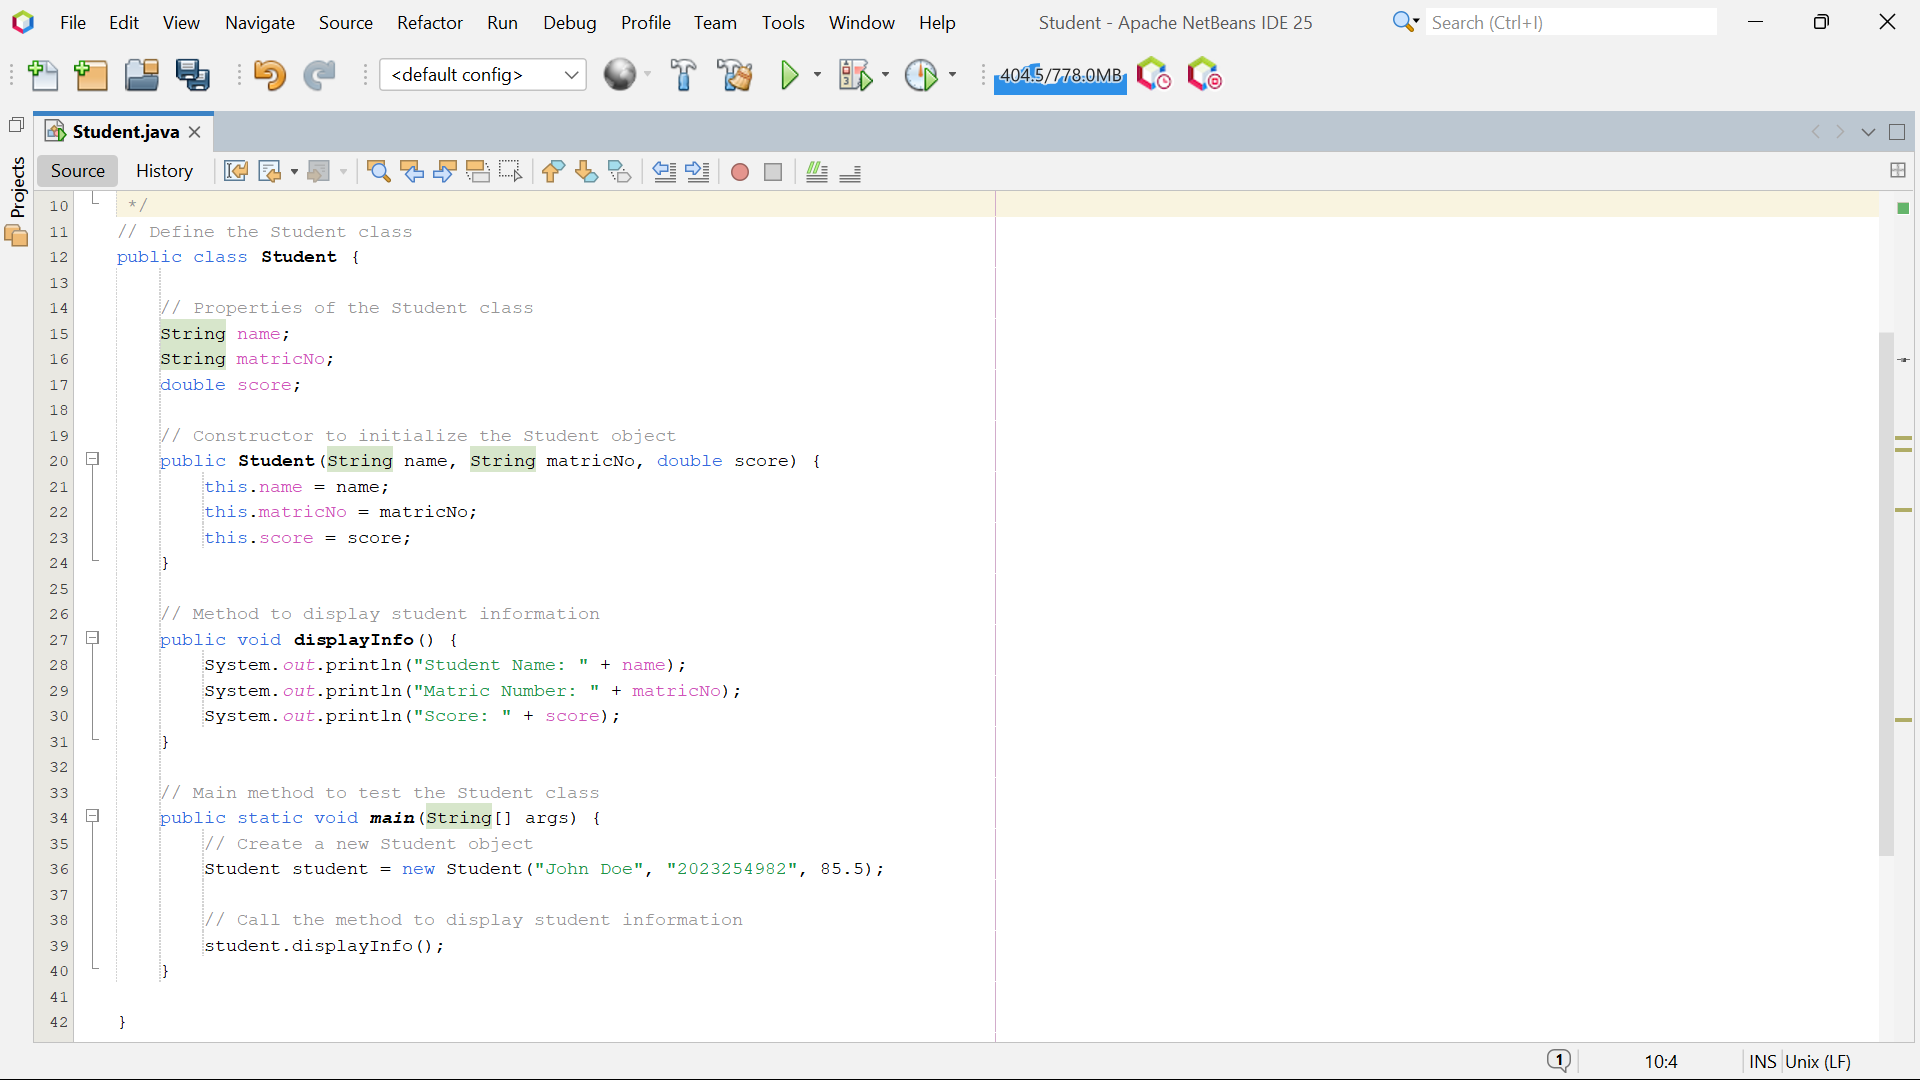 File Edit View Navigate Source Refactor Run Debug Profile Team Tools Window Help Student - Apache NetBeans IDE 25 Search (Ctrl+I)
<default config> 404.5/778.0MB
Student.java
Projects
Source History
10 */
11 // Define the Student class
12 public class Student {
13
14 // Properties of the Student class
15 String name;
16 String matricNo;
17 double score;
18
19 // Constructor to initialize the Student object
20 public Student(String name, String matricNo, double score) {
21 this.name = name;
22 this.matricNo = matricNo;
23 this.score = score;
24 }
25
26 // Method to display student information
27 public void displayInfo() {
28 System.out.println("Student Name: " + name);
29 System.out.println("Matric Number: " + matricNo);
30 System.out.println("Score: " + score);
31 }
32
33 // Main method to test the Student class
34 public static void main(String[] args) {
35 // Create a new Student object
36 Student student = new Student("John Doe", "2023254982", 85.5);
37
38 // Call the method to display student information
39 student.displayInfo();
40 }
41
42 }
1 10:4 INS Unix (LF)